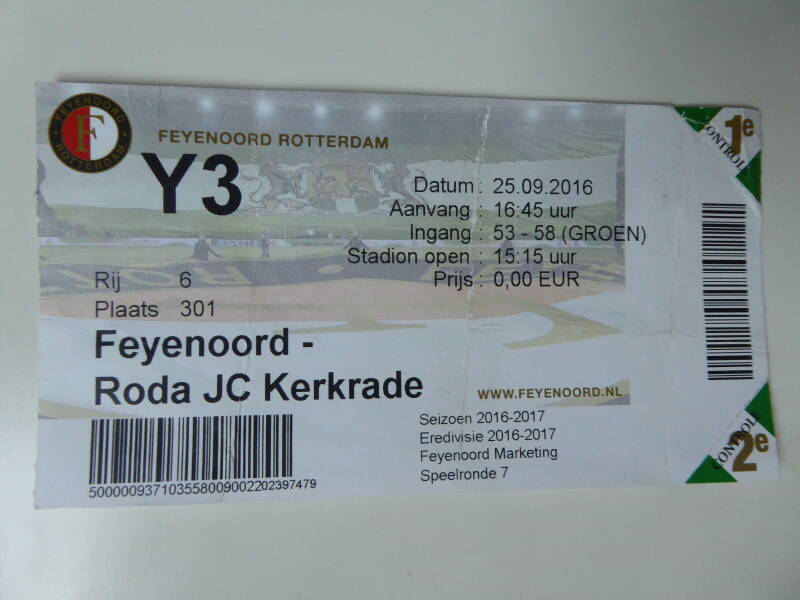 FEYENOORD
ROTTERDAM
F
FEYENOORD ROTTERDAM
Y3
Datum : 25.09.2016
Aanvang : 16:45 uur
Ingang : 53 - 58 (GROEN)
Stadion open : 15:15 uur
Prijs : 0,00 EUR
Rij 6
Plaats 301
Feyenoord -
Roda JC Kerkrade
WWW.FEYENOORD.NL
Seizoen 2016-2017
Eredivisie 2016-2017
Feyenoord Marketing
Speelronde 7
500000937103558009002202397479
1e
CONTROLE
2e
CONTROLE